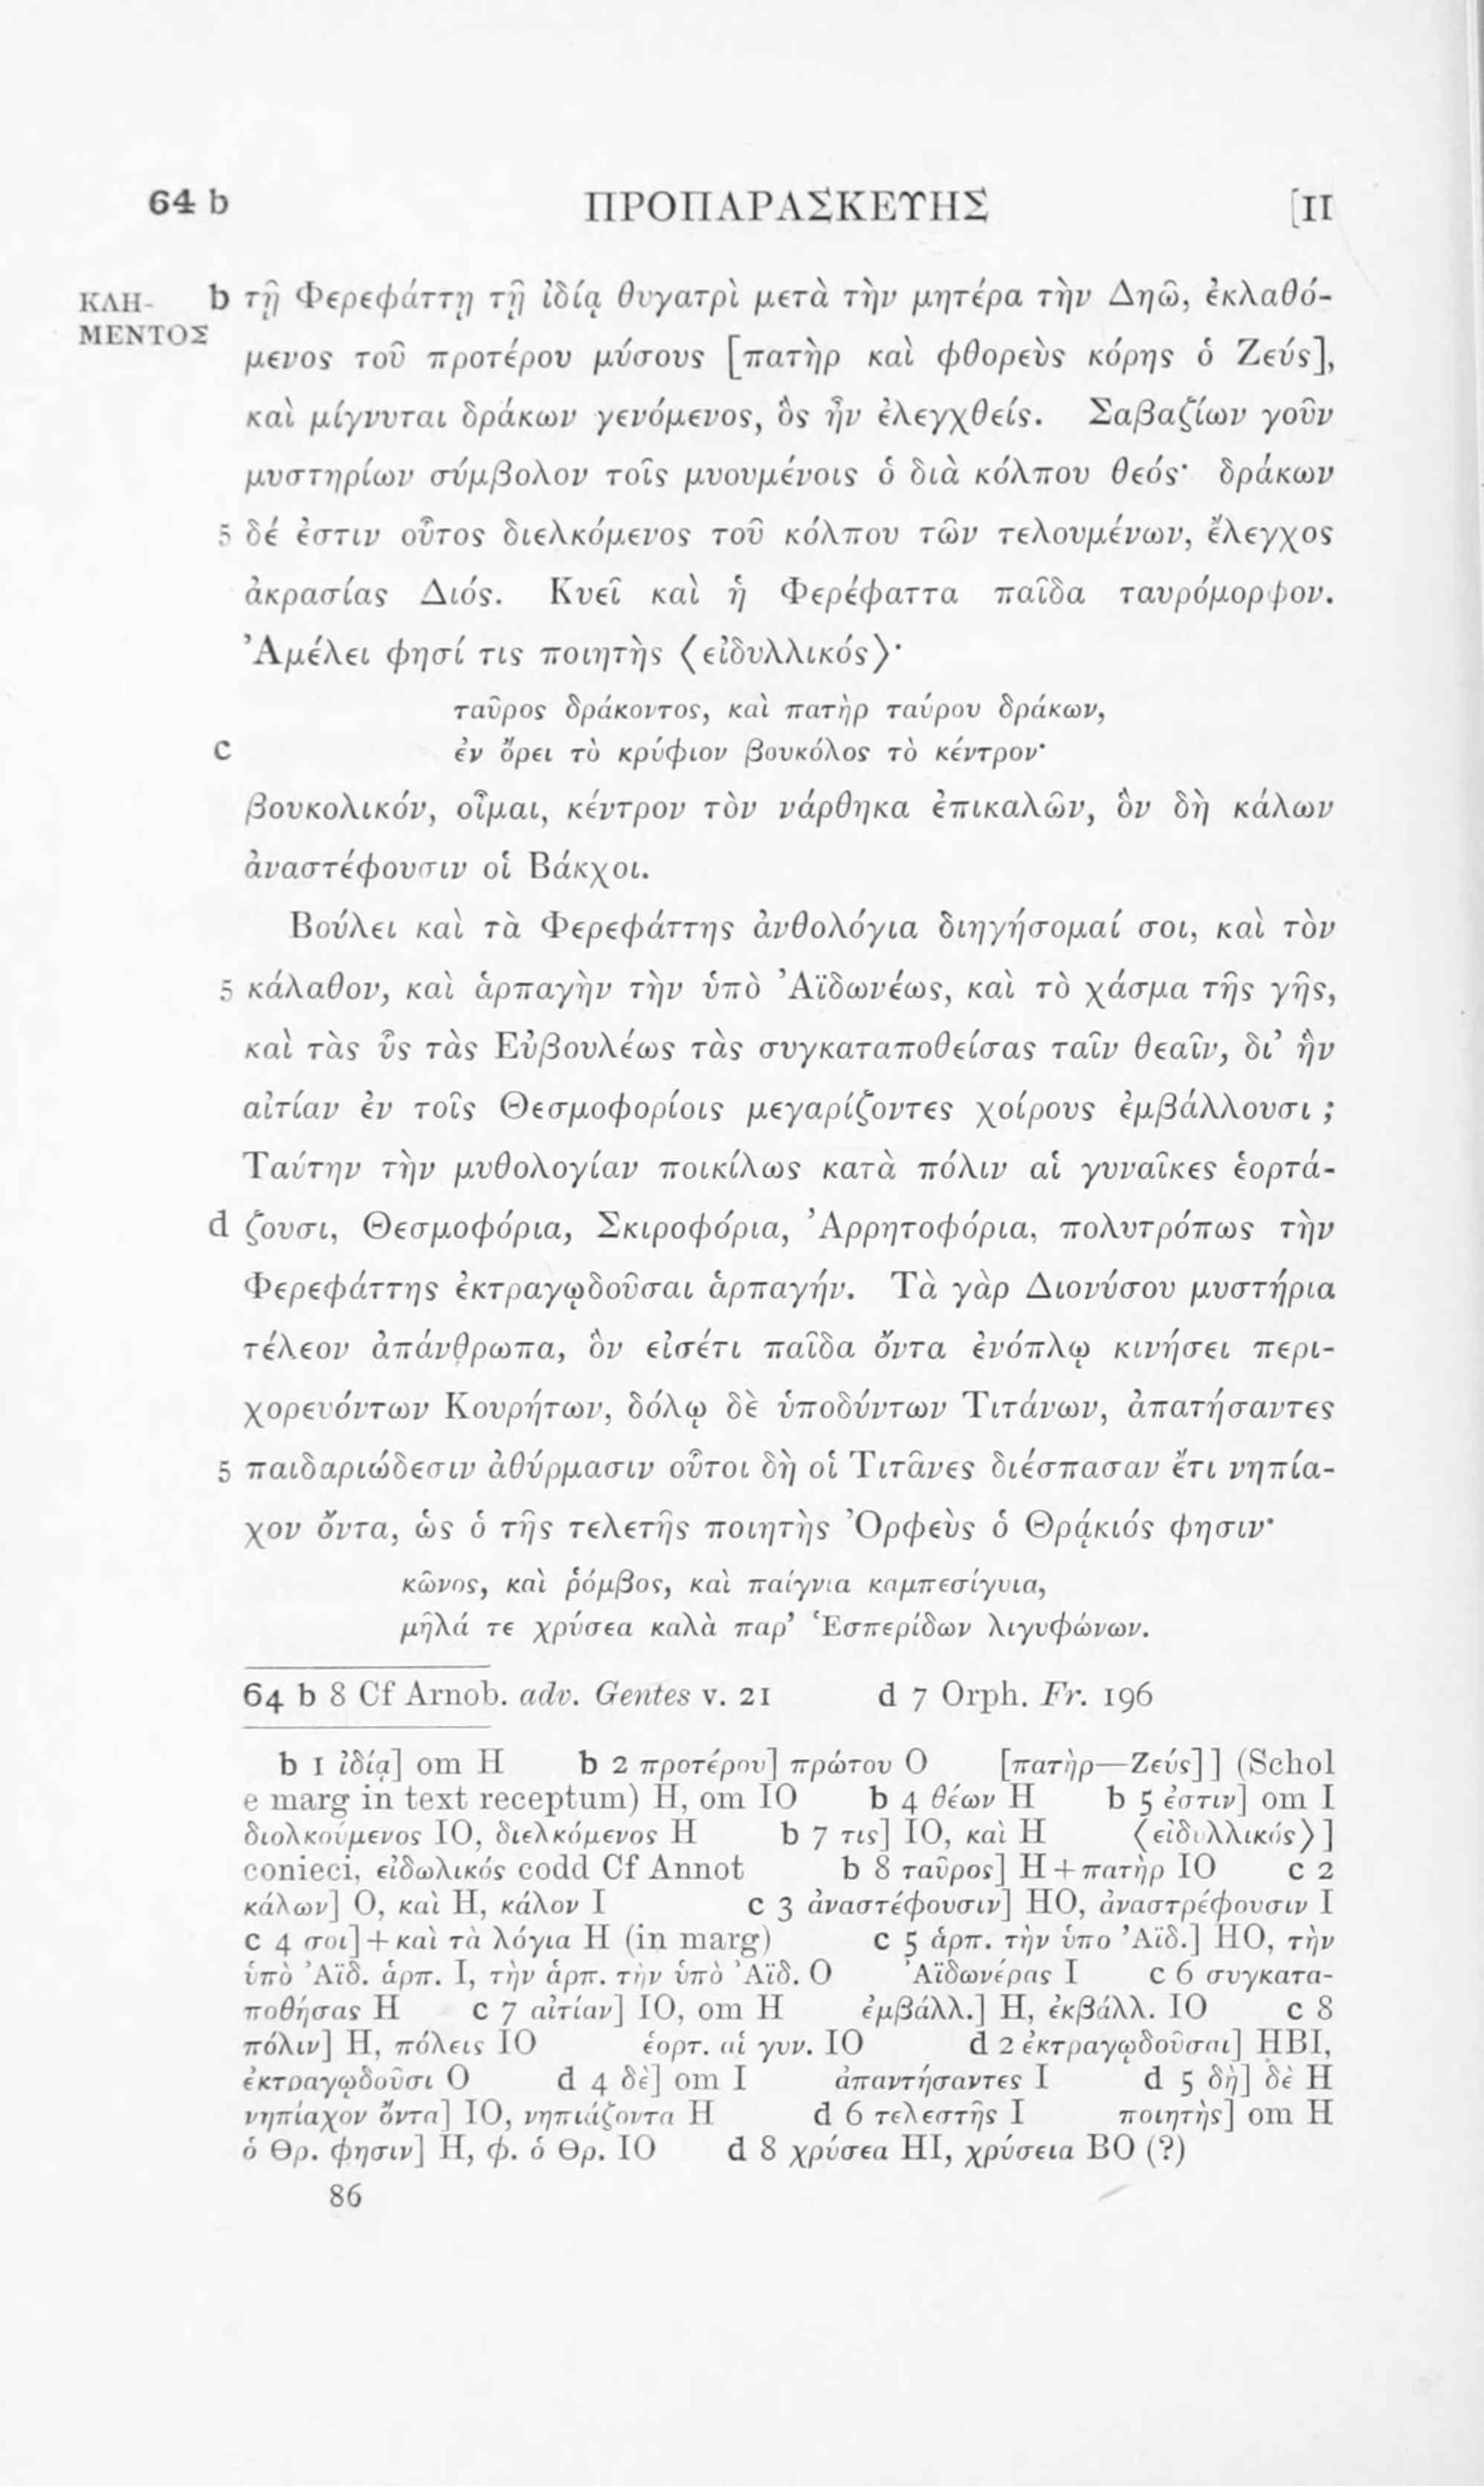 64 b ΠΡΟΠΑΡΑΣΚΕΥΗΣ [II
ΚΛΗ- b τῇ Φερεφάττῃ τῇ ἰδίᾳ θυγατρὶ μετὰ τὴν μητέρα τὴν Δηῶ, ἐκλαθό-
ΜΕΝΤΟΣ
μενος τοῦ προτέρου μύσους [πατὴρ καὶ φθορεὺς κόρης ὁ Ζεύς],
καὶ μίγνυται δράκων γενόμενος, ὃς ἦν ἐλεγχθείς. Σαβαζίων γοῦν
μυστηρίων σύμβολον τοῖς μυουμένοις ὁ διὰ κόλπου θεός· δράκων
5 δέ ἐστιν οὗτος διελκόμενος τοῦ κόλπου τῶν τελουμένων, ἔλεγχος
ἀκρασίας Διός. Κυεῖ καὶ ἡ Φερέφαττα παῖδα ταυρόμορφον.
Ἀμέλει φησί τις ποιητὴς ⟨εἰδυλλικός⟩·
ταῦρος δράκοντος, καὶ πατὴρ ταύρου δράκων,
c ἐν ὄρει τὸ κρύφιον βουκόλος τὸ κέντρον·
βουκολικόν, οἶμαι, κέντρον τὸν νάρθηκα ἐπικαλῶν, ὃν δὴ κάλων
ἀναστέφουσιν οἱ Βάκχοι.
Βούλει καὶ τὰ Φερεφάττης ἀνθολόγια διηγήσομαί σοι, καὶ τὸν
5 κάλαθον, καὶ ἁρπαγὴν τὴν ὑπὸ Ἀϊδωνέως, καὶ τὸ χάσμα τῆς γῆς,
καὶ τὰς ὗς τὰς Εὐβουλέως τὰς συγκαταποθείσας ταῖν θεαῖν, δι’ ἣν
αἰτίαν ἐν τοῖς Θεσμοφορίοις μεγαρίζοντες χοίρους ἐμβάλλουσι ;
Ταύτην τὴν μυθολογίαν ποικίλως κατὰ πόλιν αἱ γυναῖκες ἑορτά-
d ζουσι, Θεσμοφόρια, Σκιροφόρια, Ἀρρητοφόρια, πολυτρόπως τὴν
Φερεφάττης ἐκτραγῳδοῦσαι ἁρπαγήν. Τὰ γὰρ Διονύσου μυστήρια
τέλεον ἀπάνθρωπα, ὃν εἰσέτι παῖδα ὄντα ἐνόπλῳ κινήσει περι-
χορευόντων Κουρήτων, δόλῳ δὲ ὑποδύντων Τιτάνων, ἀπατήσαντες
5 παιδαριώδεσιν ἀθύρμασιν οὗτοι δὴ οἱ Τιτᾶνες διέσπασαν ἔτι νηπία-
χον ὄντα, ὡς ὁ τῆς τελετῆς ποιητὴς Ὀρφεὺς ὁ Θρᾴκιός φησιν·
κῶνος, καὶ ῥόμβος, καὶ παίγνια καμπεσίγυια,
μῆλά τε χρύσεα καλὰ παρ’ Ἑσπερίδων λιγυφώνων.
64 b 8 Cf Arnob. adv. Gentes v. 21 d 7 Orph. Fr. 196
b 1 ἰδίᾳ] om H b 2 προτέρου] πρώτου O [πατὴρ—Ζεύς]] (Schol
e marg in text receptum) H, om IO b 4 θέων H b 5 ἐστιν] om I
διολκούμενος IO, διελκόμενος H b 7 τις] IO, καὶ H ⟨εἰδυλλικός⟩]
conieci, εἰδωλικός codd Cf Annot b 8 ταῦρος] H + πατὴρ IO c 2
κάλων] O, καὶ H, κάλον I c 3 ἀναστέφουσιν] HO, ἀναστρέφουσιν I
c 4 σοι] + καὶ τὰ λόγια H (in marg) c 5 ἁρπ. τὴν ὑπο Ἀϊδ.] HO, τὴν
ὑπὸ Ἀϊδ. ἁρπ. I, τὴν ἁρπ. τὴν ὑπὸ Ἀϊδ. O Ἀϊδωνέρας I c 6 συγκατα-
ποθήσας H c 7 αἰτίαν] IO, om H ἐμβάλλ.] H, ἐκβάλλ. IO c 8
πόλιν] H, πόλεις IO ἑορτ. αἱ γυν. IO d 2 ἐκτραγῳδοῦσαι] HBI,
ἐκτραγῳδοῦσι O d 4 δὲ] om I ἀπαντήσαντες I d 5 δὴ] δὲ H
νηπίαχον ὄντα] IO, νηπιάζοντα H d 6 τελεστῆς I ποιητὴς] om H
ὁ Θρ. φησιν] H, φ. ὁ Θρ. IO d 8 χρύσεα HI, χρύσεια BO (?)
86